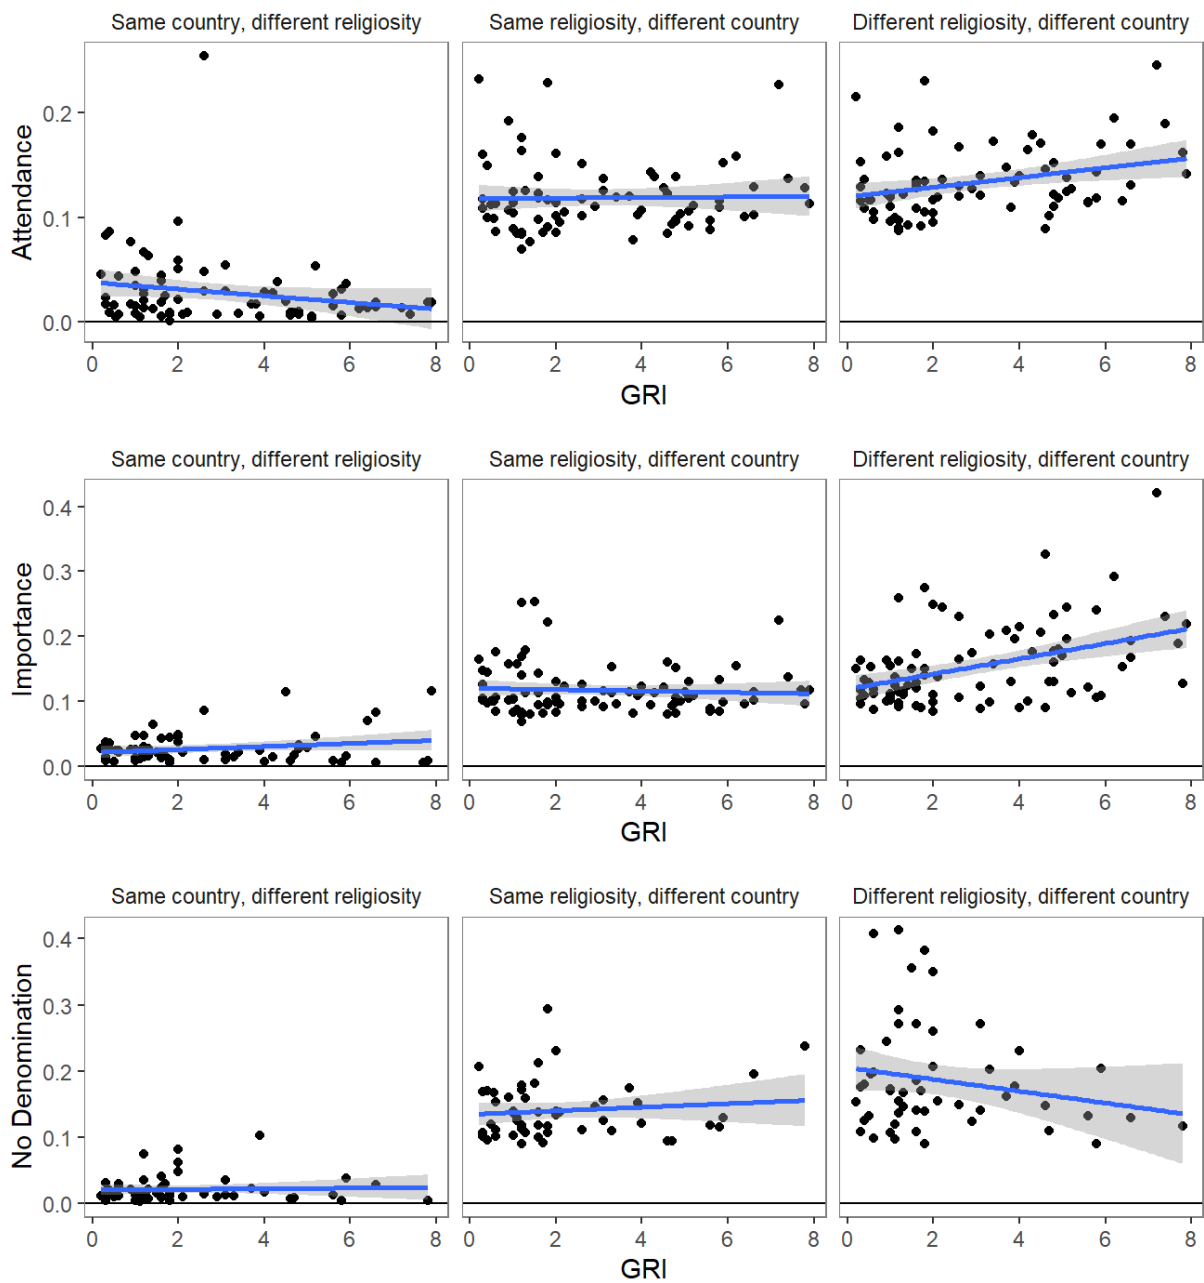 Same country, different religiosity Same religiosity, different country Different religiosity, different country
Attendance
0.2
0.1
0.0
0 2 4 6 8 0 2 4 6 8 0 2 4 6 8
GRI
Same country, different religiosity Same religiosity, different country Different religiosity, different country
Importance
0.4
0.3
0.2
0.1
0.0
0 2 4 6 8 0 2 4 6 8 0 2 4 6 8
GRI
Same country, different religiosity Same religiosity, different country Different religiosity, different country
No Denomination
0.4
0.3
0.2
0.1
0.0
0 2 4 6 8 0 2 4 6 8 0 2 4 6 8
GRI